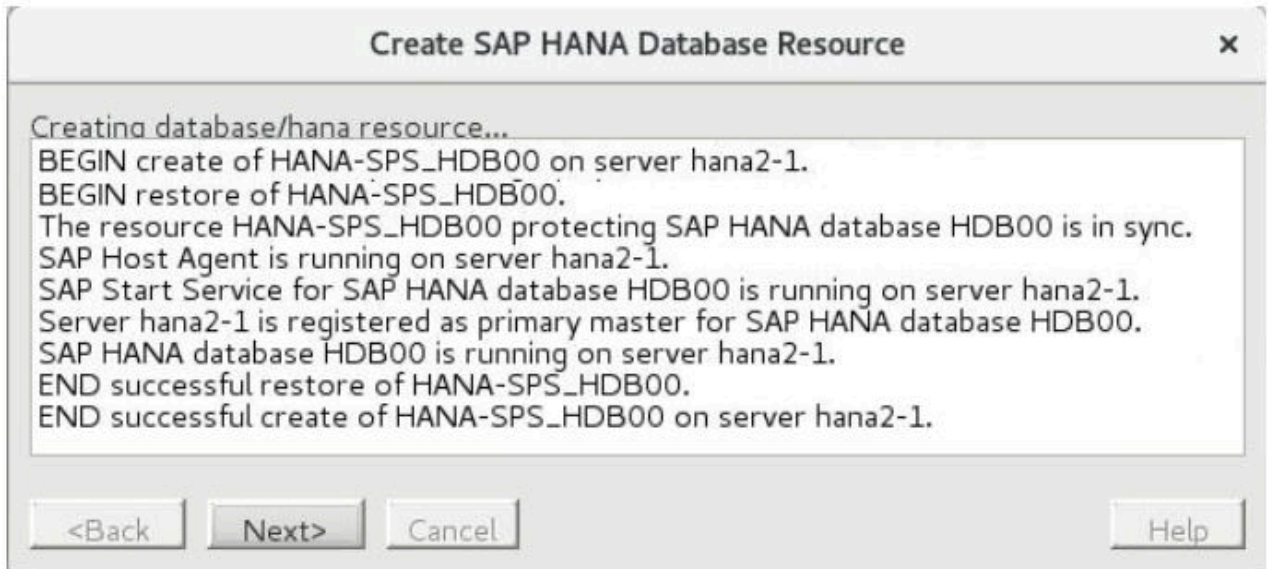 Create SAP HANA Database Resource
×
Creating database/hana resource...
BEGIN create of HANA-SPS_HDB00 on server hana2-1.
BEGIN restore of HANA-SPS_HDB00.
The resource HANA-SPS_HDB00 protecting SAP HANA database HDB00 is in sync.
SAP Host Agent is running on server hana2-1.
SAP Start Service for SAP HANA database HDB00 is running on server hana2-1.
Server hana2-1 is registered as primary master for SAP HANA database HDB00.
SAP HANA database HDB00 is running on server hana2-1.
END successful restore of HANA-SPS_HDB00.
END successful create of HANA-SPS_HDB00 on server hana2-1.
<Back Next> Cancel Help